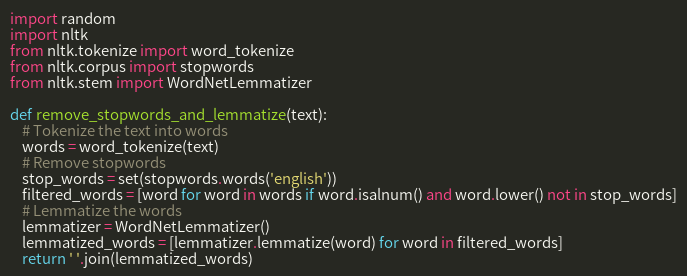 import random
import nltk
from nltk.tokenize import word_tokenize
from nltk.corpus import stopwords
from nltk.stem import WordNetLemmatizer

def remove_stopwords_and_lemmatize(text):
    # Tokenize the text into words
    words = word_tokenize(text)
    # Remove stopwords
    stop_words = set(stopwords.words('english'))
    filtered_words = [word for word in words if word.isalnum() and word.lower() not in stop_words]
    # Lemmatize the words
    lemmatizer = WordNetLemmatizer()
    lemmatized_words = [lemmatizer.lemmatize(word) for word in filtered_words]
    return ' '.join(lemmatized_words)